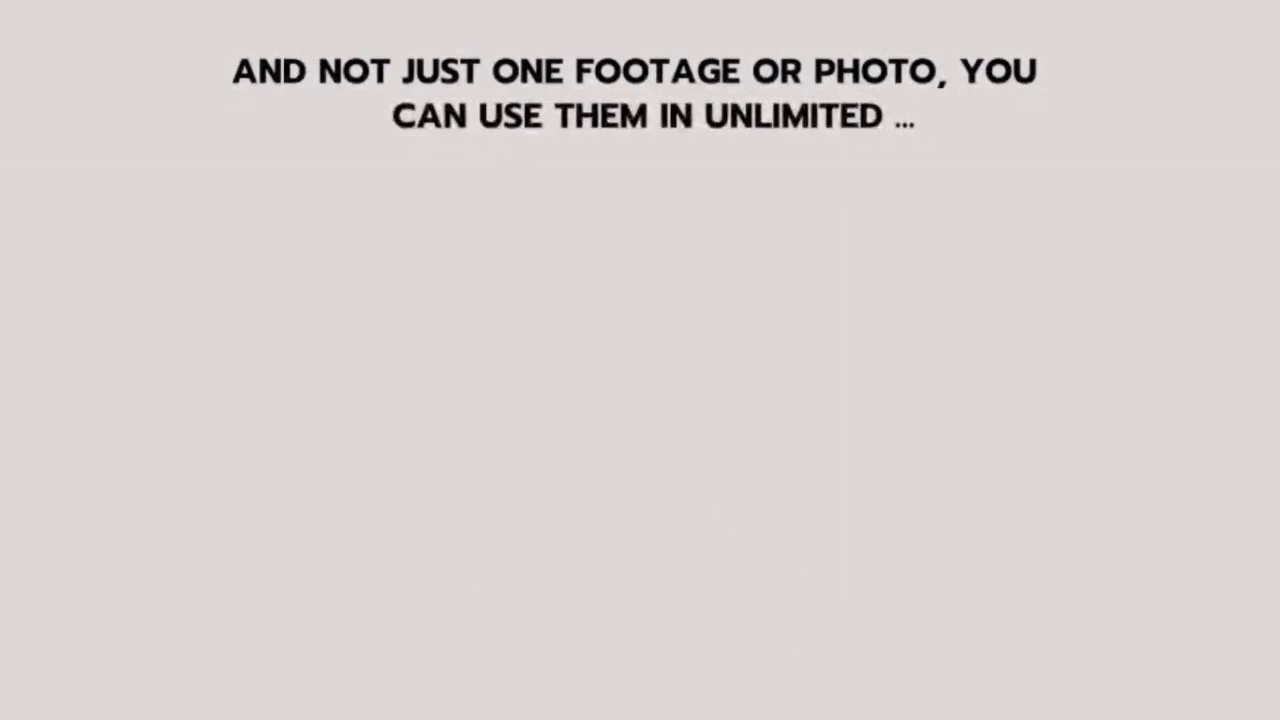 AND NOT JUST ONE FOOTAGE OR PHOTO, YOU
CAN USE THEM IN UNLIMITED ...